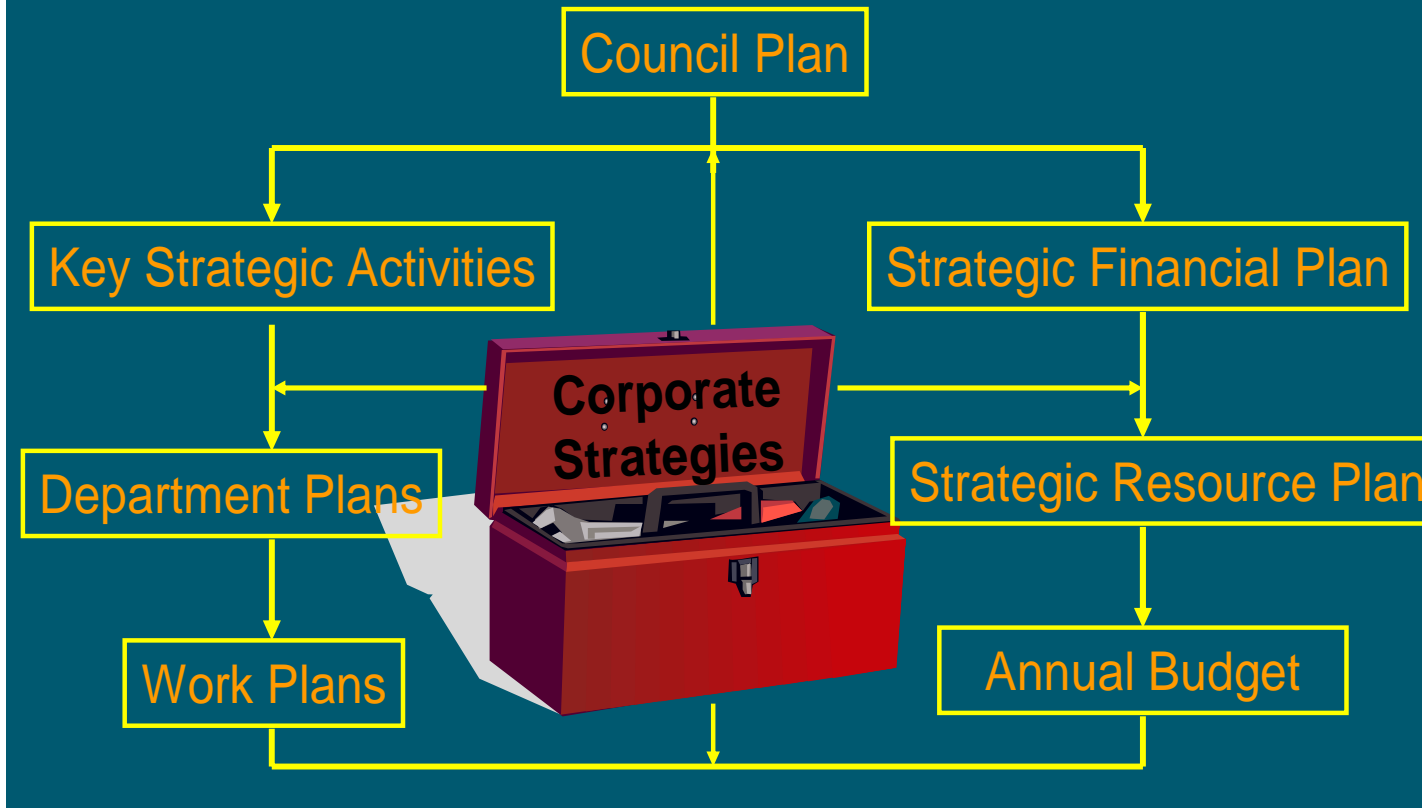 Council Plan
Key Strategic Activities
Strategic Financial Plan
Corporate
Strategies
Department Plans
Strategic Resource Plan
Work Plans
Annual Budget